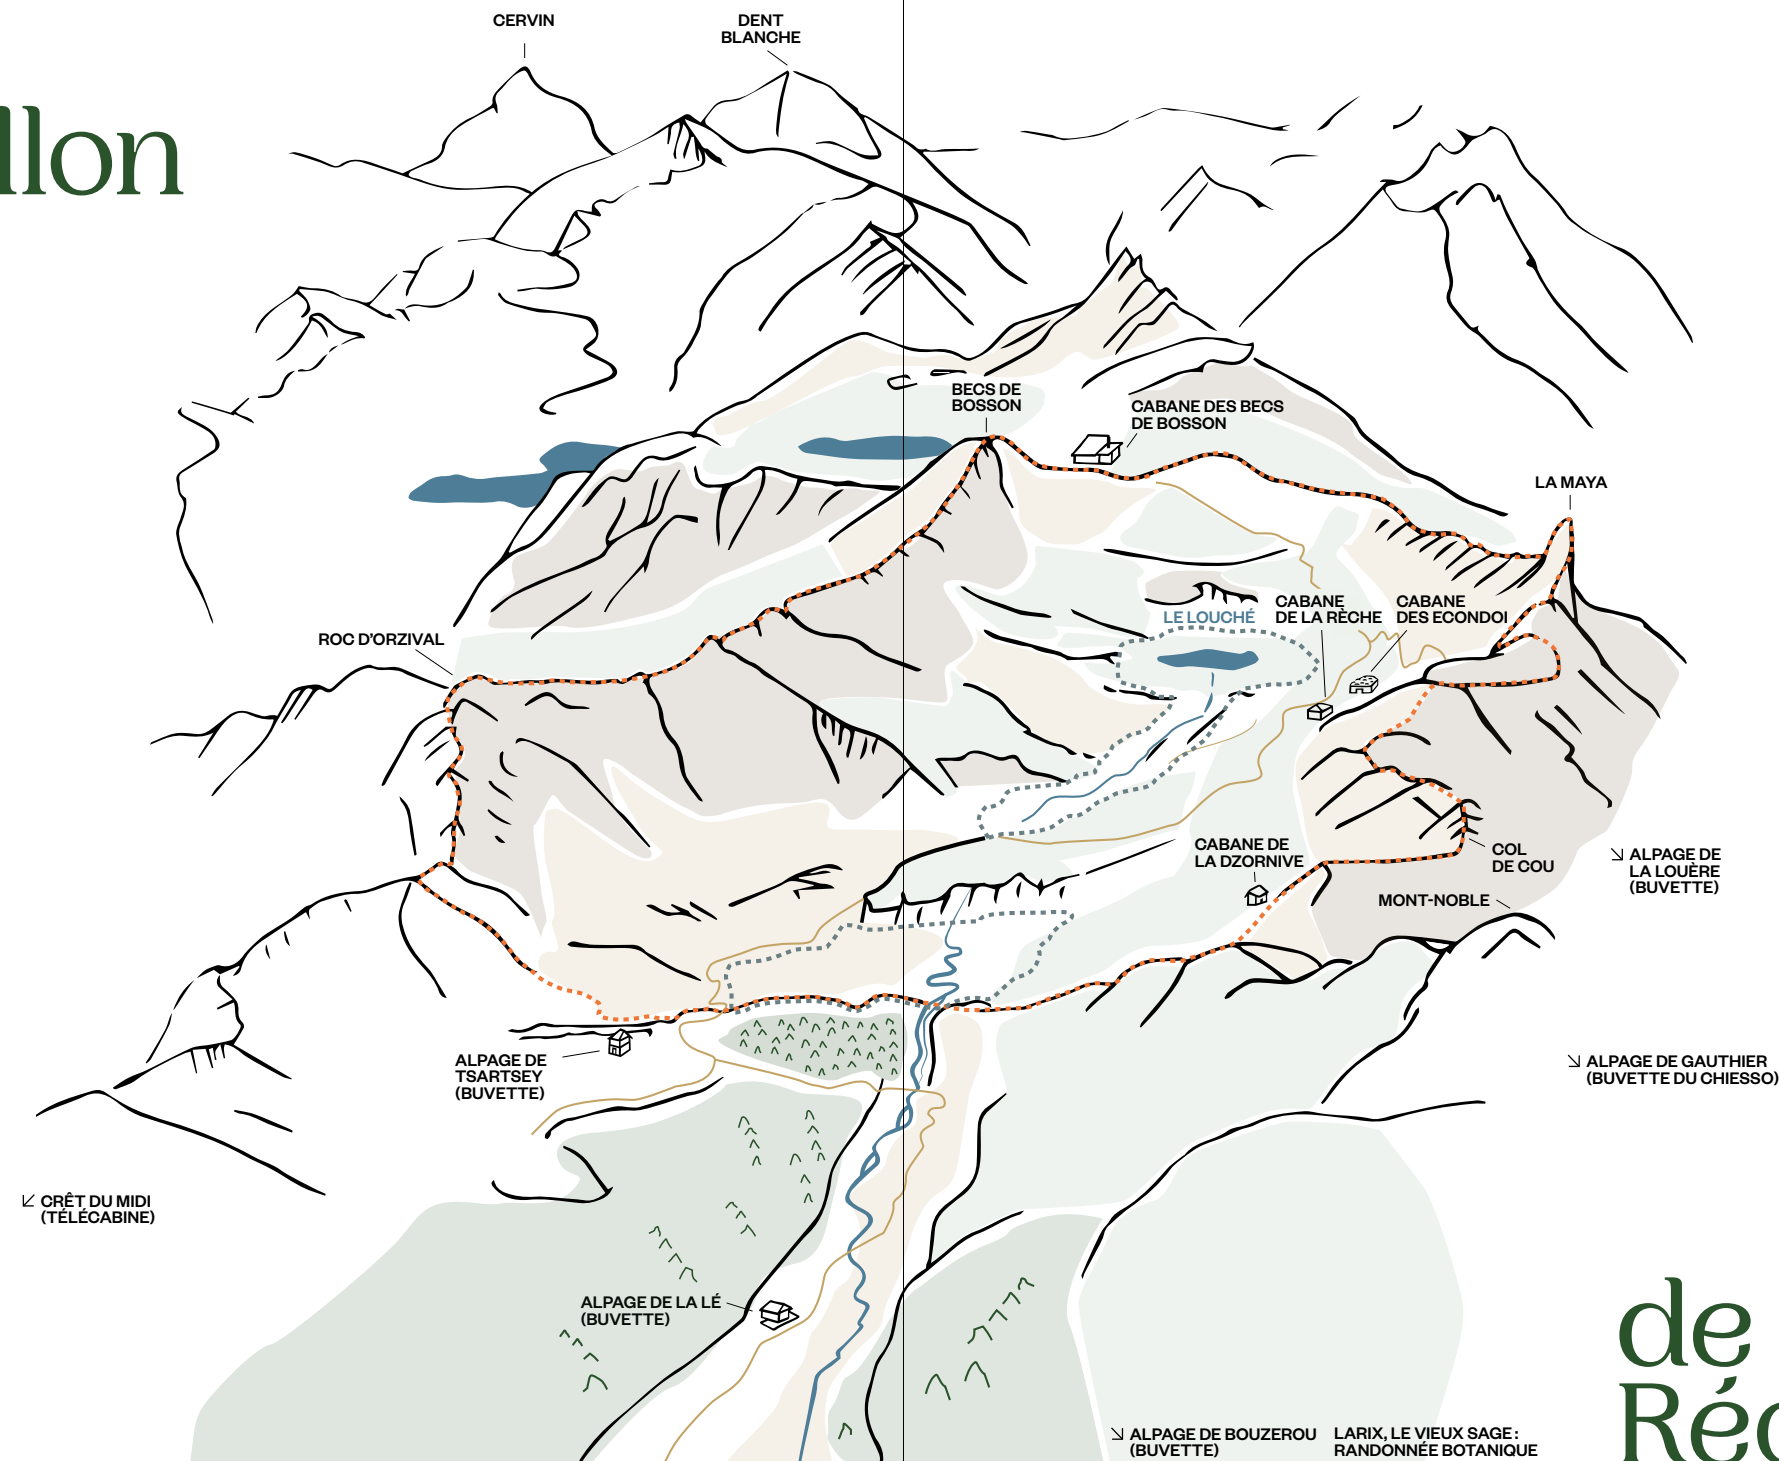 CERVIN
DENT
BLANCHE
llon
BECS DE
BOSSON
CABANE DES BECS
DE BOSSON
LA MAYA
LE LOUCHÉ
CABANE
DE LA RÈCHE
CABANE
DES ECONDOI
ROC D'ORZIVAL
CABANE DE
LA DZORNIVE
COL
DE COU
ALPAGE DE
LA LOUÈRE
(BUVETTE)
MONT-NOBLE
ALPAGE DE
TSARTSEY
(BUVETTE)
ALPAGE DE GAUTHIER
(BUVETTE DU CHIESSO)
CRÊT DU MIDI
(TÉLÉCABINE)
ALPAGE DE LA LÉ
(BUVETTE)
de
Réc
ALPAGE DE BOUZEROU
(BUVETTE)
LARIX, LE VIEUX SAGE :
RANDONNÉE BOTANIQUE